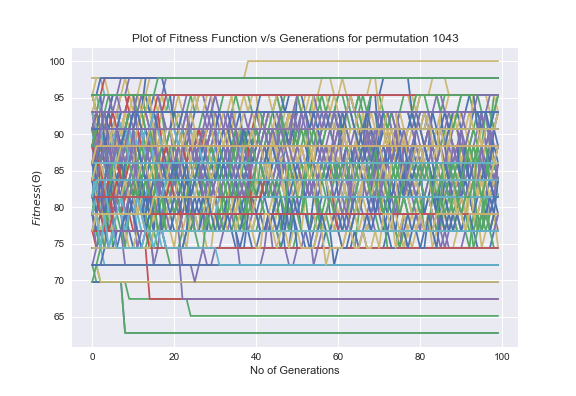 Plot of Fitness Function v/s Generations for permutation 1043
100
95
90
85
80
75
70
65
Fitness(Θ)
0 20 40 60 80 100
No of Generations